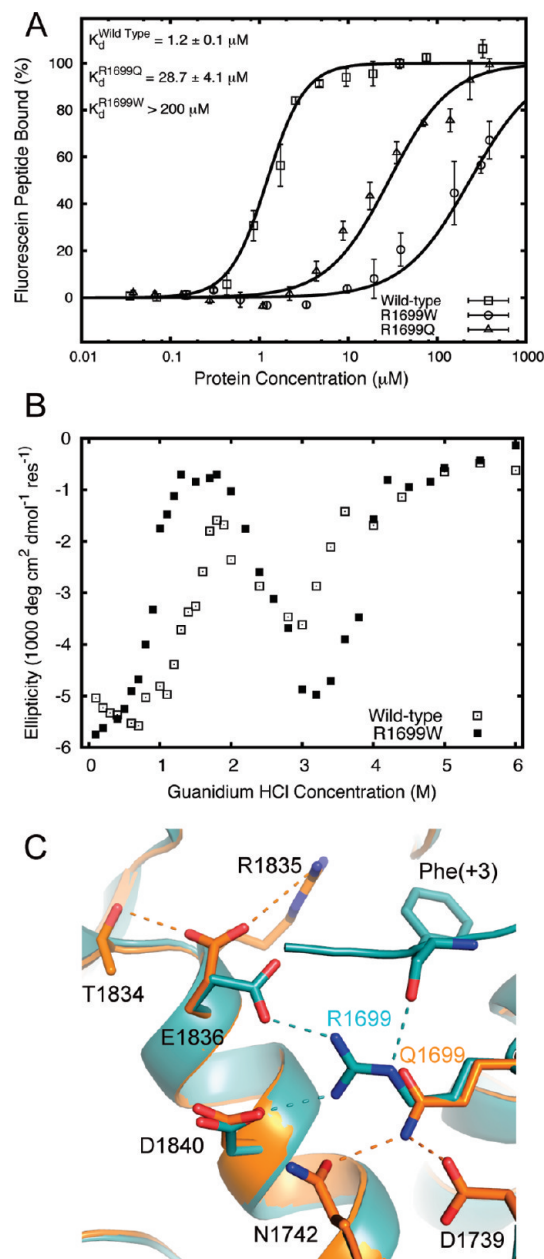 A
K_d^Wild Type = 1.2 ± 0.1 μM
K_d^R1699Q = 28.7 ± 4.1 μM
K_d^R1699W > 200 μM
Fluorescein Peptide Bound (%)
100
80
60
40
20
0
Wild-type
R1699W
R1699Q
0.01 0.1 1 10 100 1000
Protein Concentration (μM)
B
Ellipticity (1000 deg cm² dmol⁻¹ res⁻¹)
0
-1
-2
-3
-4
-5
-6
Wild-type
R1699W
0 1 2 3 4 5 6
Guanidium HCl Concentration (M)
C
R1835
Phe(+3)
T1834
E1836
R1699
Q1699
D1840
N1742
D1739